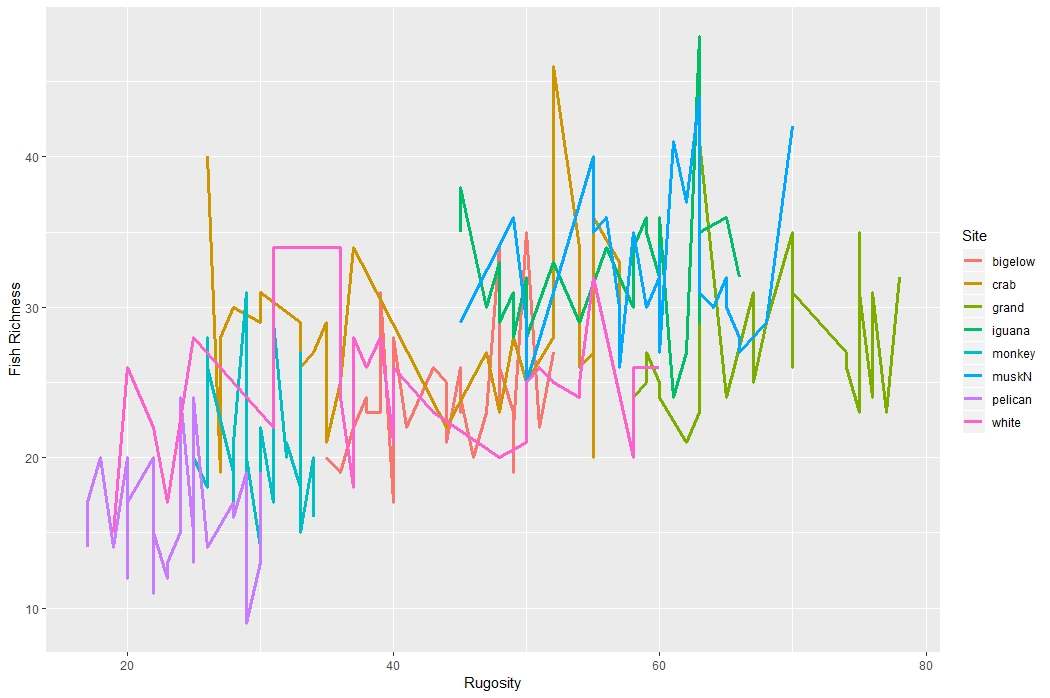 Fish Richness
40
30
20
10
20 40 60 80
Rugosity
Site
bigelow
crab
grand
iguana
monkey
muskN
pelican
white